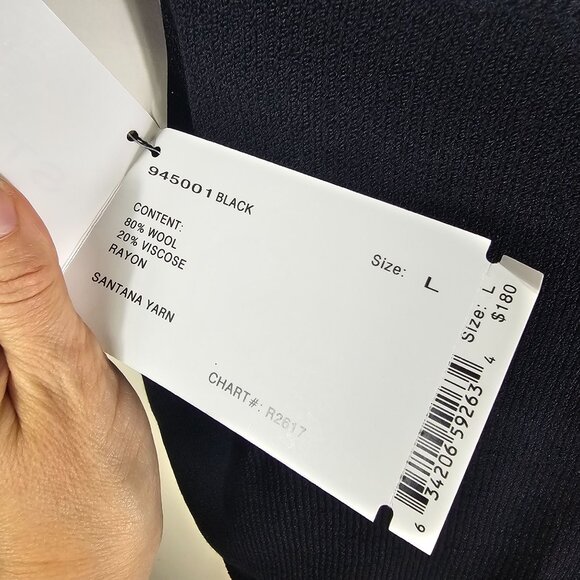 945001 BLACK
CONTENT:
80% WOOL
20% VISCOSE
RAYON
SANTANA YARN
Size: L
CHART#: R2617
Size: L
$180
6 34206 59263 4